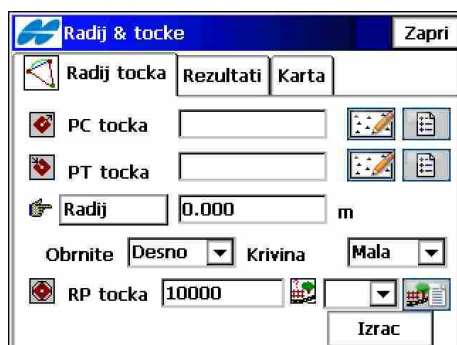 Radij & tocke Zapri
Radij tocka Rezultati Karta
PC tocka
PT tocka
Radij 0.000 m
Obrnite Desno Krivina Mala
RP tocka 10000
Izrac